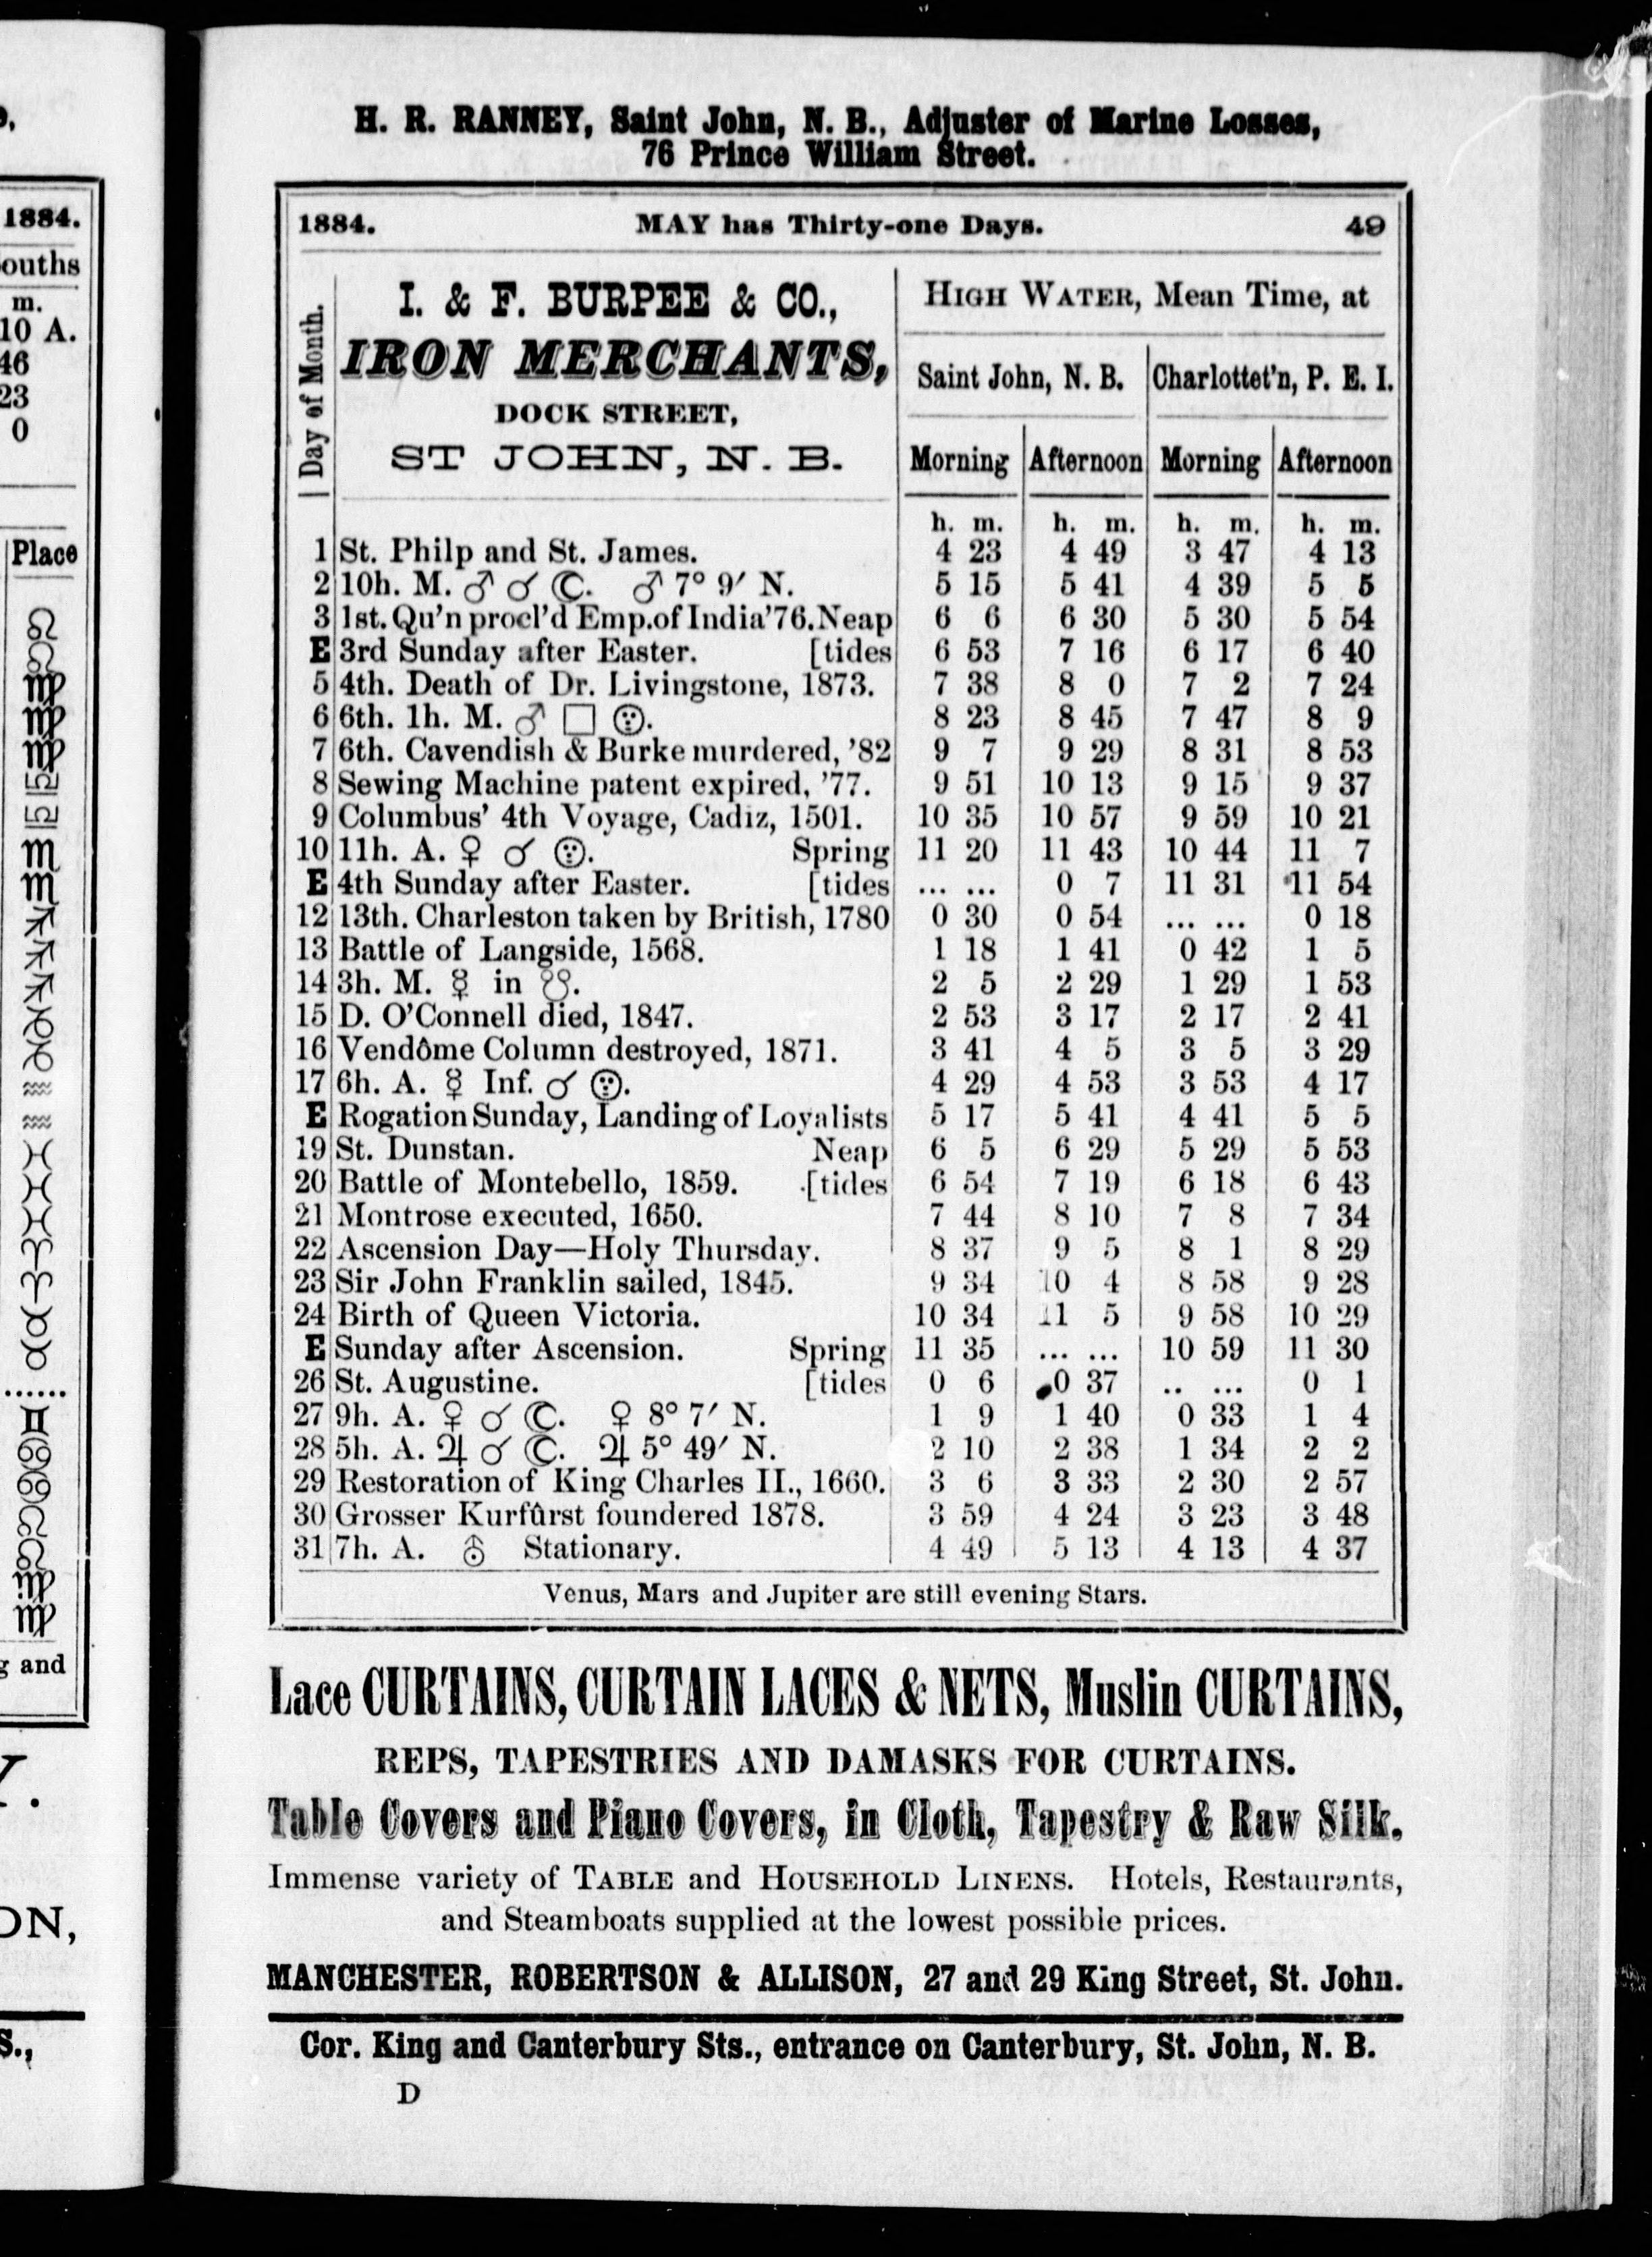 H. R. RANNEY, Saint John, N. B., Adjuster of Marine Losses,
76 Prince William Street.
1884. MAY has Thirty-one Days. 49
Day of Month.
I. & F. BURPEE & CO.,
IRON MERCHANTS,
DOCK STREET,
ST JOHN, N. B.
HIGH WATER, Mean Time, at
Saint John, N. B. Charlottet'n, P. E. I.
Morning Afternoon Morning Afternoon
h. m. h. m. h. m. h. m.
1 St. Philp and St. James. 4 23 4 49 3 47 4 13
2 10h. M. ♂ ☌ ☾. ♂ 7° 9′ N. 5 15 5 41 4 39 5 5
3 1st. Qu'n procl'd Emp. of India '76. Neap 6 6 6 30 5 30 5 54
E 3rd Sunday after Easter. [tides 6 53 7 16 6 17 6 40
5 4th. Death of Dr. Livingstone, 1873. 7 38 8 0 7 2 7 24
6 6th. 1h. M. ♂ □ ☉. 8 23 8 45 7 47 8 9
7 6th. Cavendish & Burke murdered, '82 9 7 9 29 8 31 8 53
8 Sewing Machine patent expired, '77. 9 51 10 13 9 15 9 37
9 Columbus' 4th Voyage, Cadiz, 1501. 10 35 10 57 9 59 10 21
10 11h. A. ♀ ☌ ☉. Spring 11 20 11 43 10 44 11 7
E 4th Sunday after Easter. [tides ... ... 0 7 11 31 11 54
12 13th. Charleston taken by British, 1780 0 30 0 54 ... ... 0 18
13 Battle of Langside, 1568. 1 18 1 41 0 42 1 5
14 3h. M. ☿ in ☋. 2 5 2 29 1 29 1 53
15 D. O'Connell died, 1847. 2 53 3 17 2 17 2 41
16 Vendôme Column destroyed, 1871. 3 41 4 5 3 5 3 29
17 6h. A. ☿ Inf. ☌ ☉. 4 29 4 53 3 53 4 17
E Rogation Sunday, Landing of Loyalists 5 17 5 41 4 41 5 5
19 St. Dunstan. Neap 6 5 6 29 5 29 5 53
20 Battle of Montebello, 1859. [tides 6 54 7 19 6 18 6 43
21 Montrose executed, 1650. 7 44 8 10 7 8 7 34
22 Ascension Day—Holy Thursday. 8 37 9 5 8 1 8 29
23 Sir John Franklin sailed, 1845. 9 34 10 4 8 58 9 28
24 Birth of Queen Victoria. 10 34 11 5 9 58 10 29
E Sunday after Ascension. Spring 11 35 ... ... 10 59 11 30
26 St. Augustine. [tides 0 6 0 37 .. ... 0 1
27 9h. A. ♀ ☌ ☾. ♀ 8° 7′ N. 1 9 1 40 0 33 1 4
28 5h. A. ♃ ☌ ☾. ♃ 5° 49′ N. 2 10 2 38 1 34 2 2
29 Restoration of King Charles II., 1660. 3 6 3 33 2 30 2 57
30 Grosser Kurfûrst foundered 1878. 3 59 4 24 3 23 3 48
31 7h. A. ⛢ Stationary. 4 49 5 13 4 13 4 37
Venus, Mars and Jupiter are still evening Stars.
Lace CURTAINS, CURTAIN LACES & NETS, Muslin CURTAINS,
REPS, TAPESTRIES AND DAMASKS FOR CURTAINS.
Table Covers and Piano Covers, in Cloth, Tapestry & Raw Silk.
Immense variety of TABLE and HOUSEHOLD LINENS. Hotels, Restaurants,
and Steamboats supplied at the lowest possible prices.
MANCHESTER, ROBERTSON & ALLISON, 27 and 29 King Street, St. John.
Cor. King and Canterbury Sts., entrance on Canterbury, St. John, N. B.
D